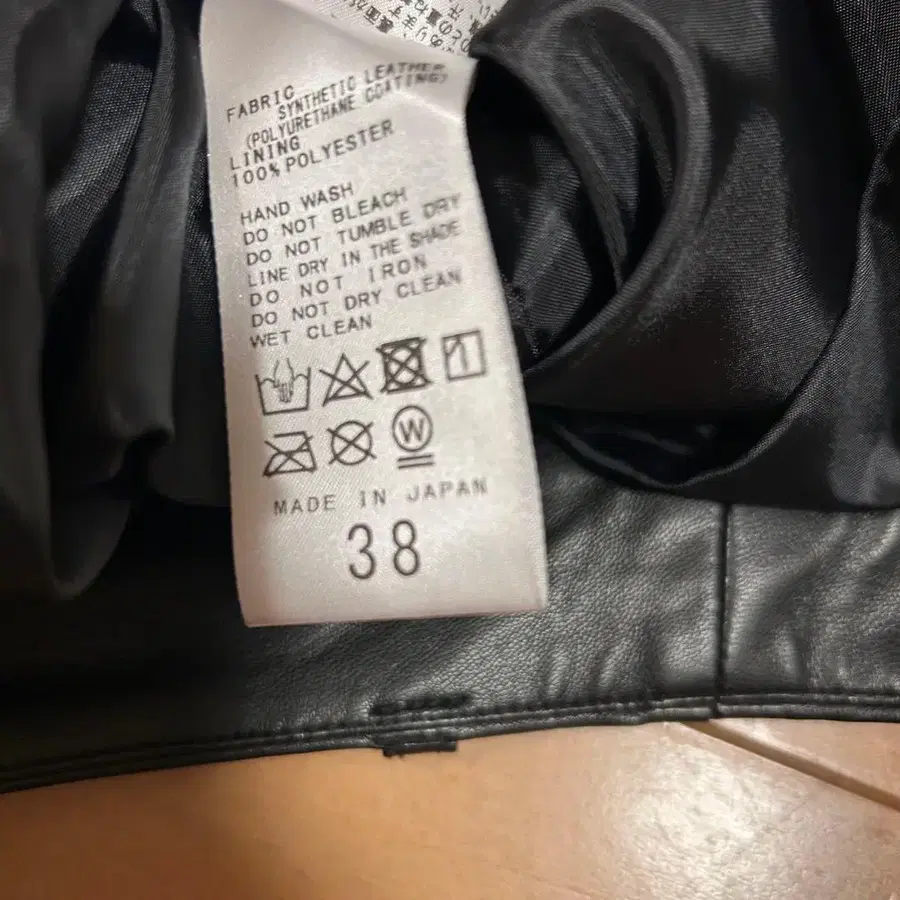 FABRIC
SYNTHETIC LEATHER
(POLYURETHANE COATING)
LINING
100% POLYESTER
HAND WASH
DO NOT BLEACH
DO NOT TUMBLE DRY
LINE DRY IN THE SHADE
DO NOT IRON
DO NOT DRY CLEAN
WET CLEAN
W
MADE IN JAPAN
38